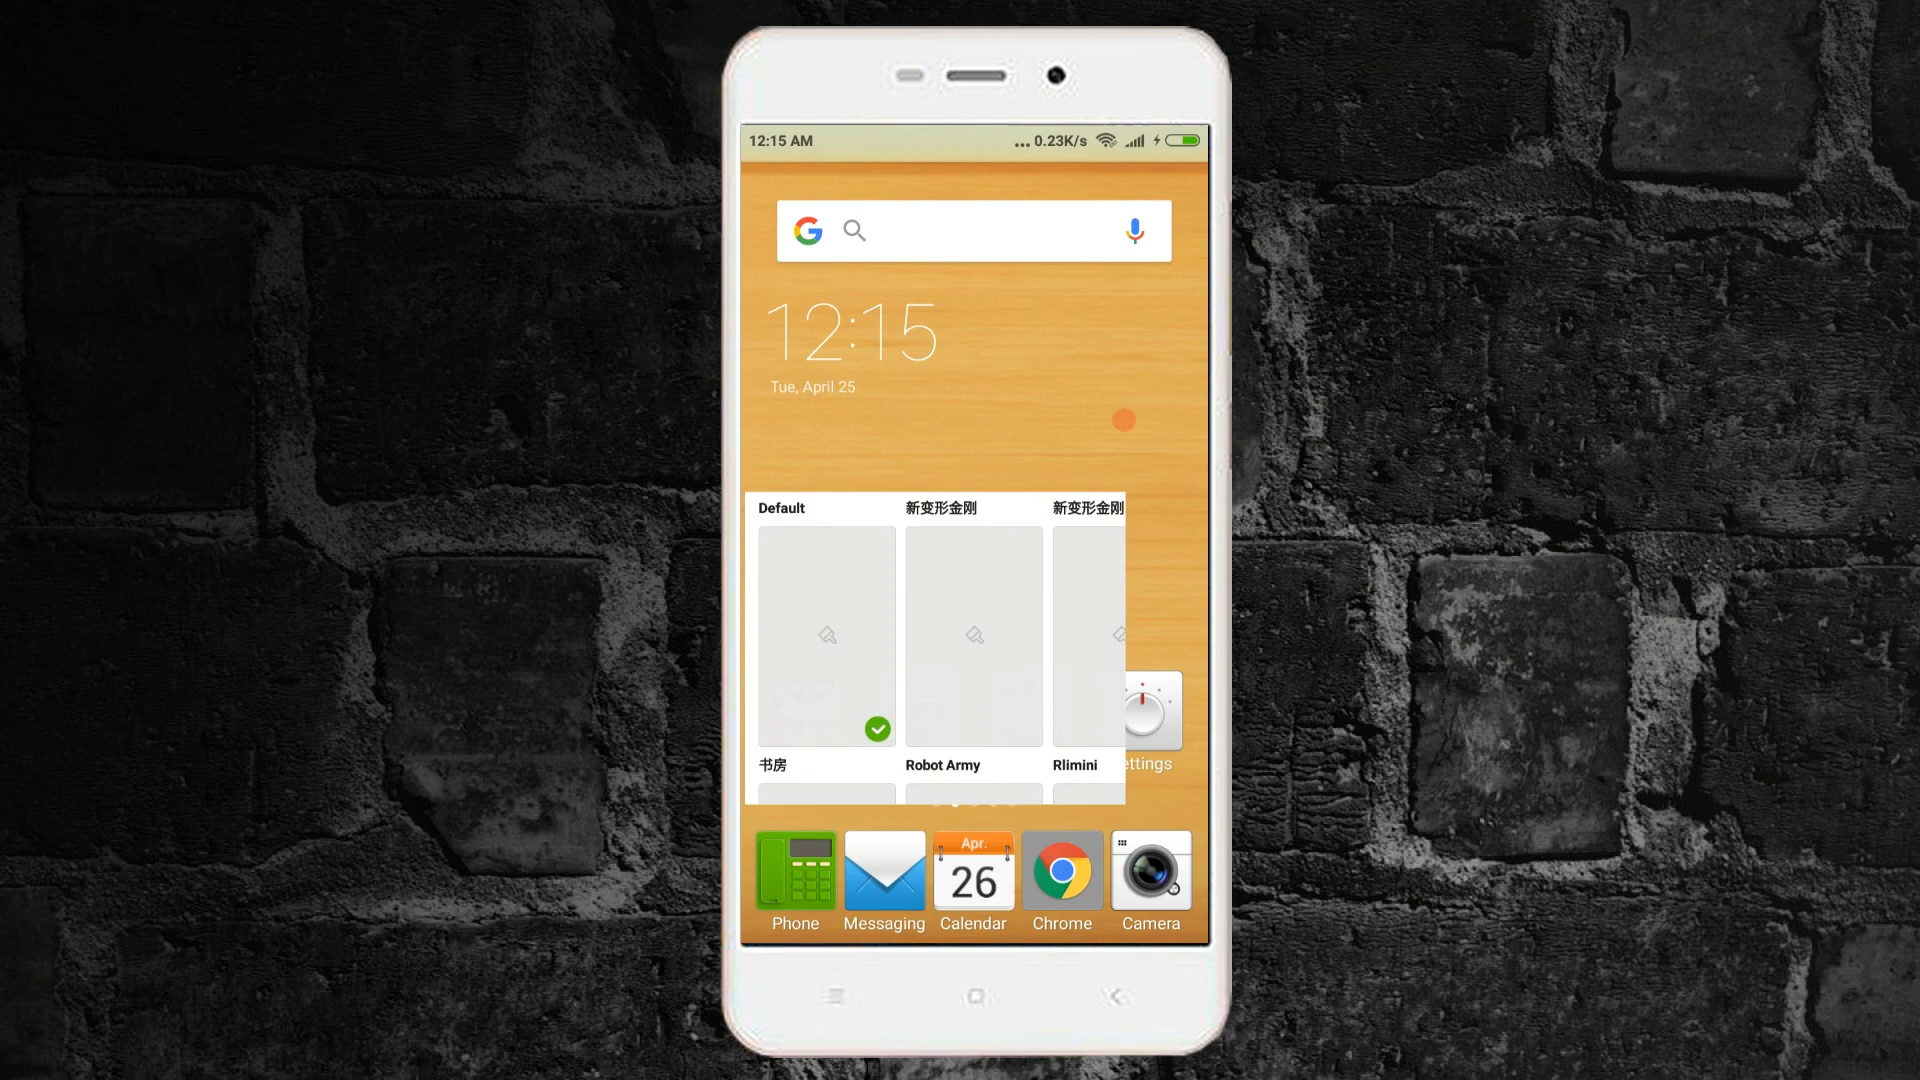 12:15 AM ... 0.23K/s
12:15
Tue, April 25
Default 新变形金刚 新变形金刚
书房 Robot Army Rlimini
ettings
Apr.
26
Phone Messaging Calendar Chrome Camera